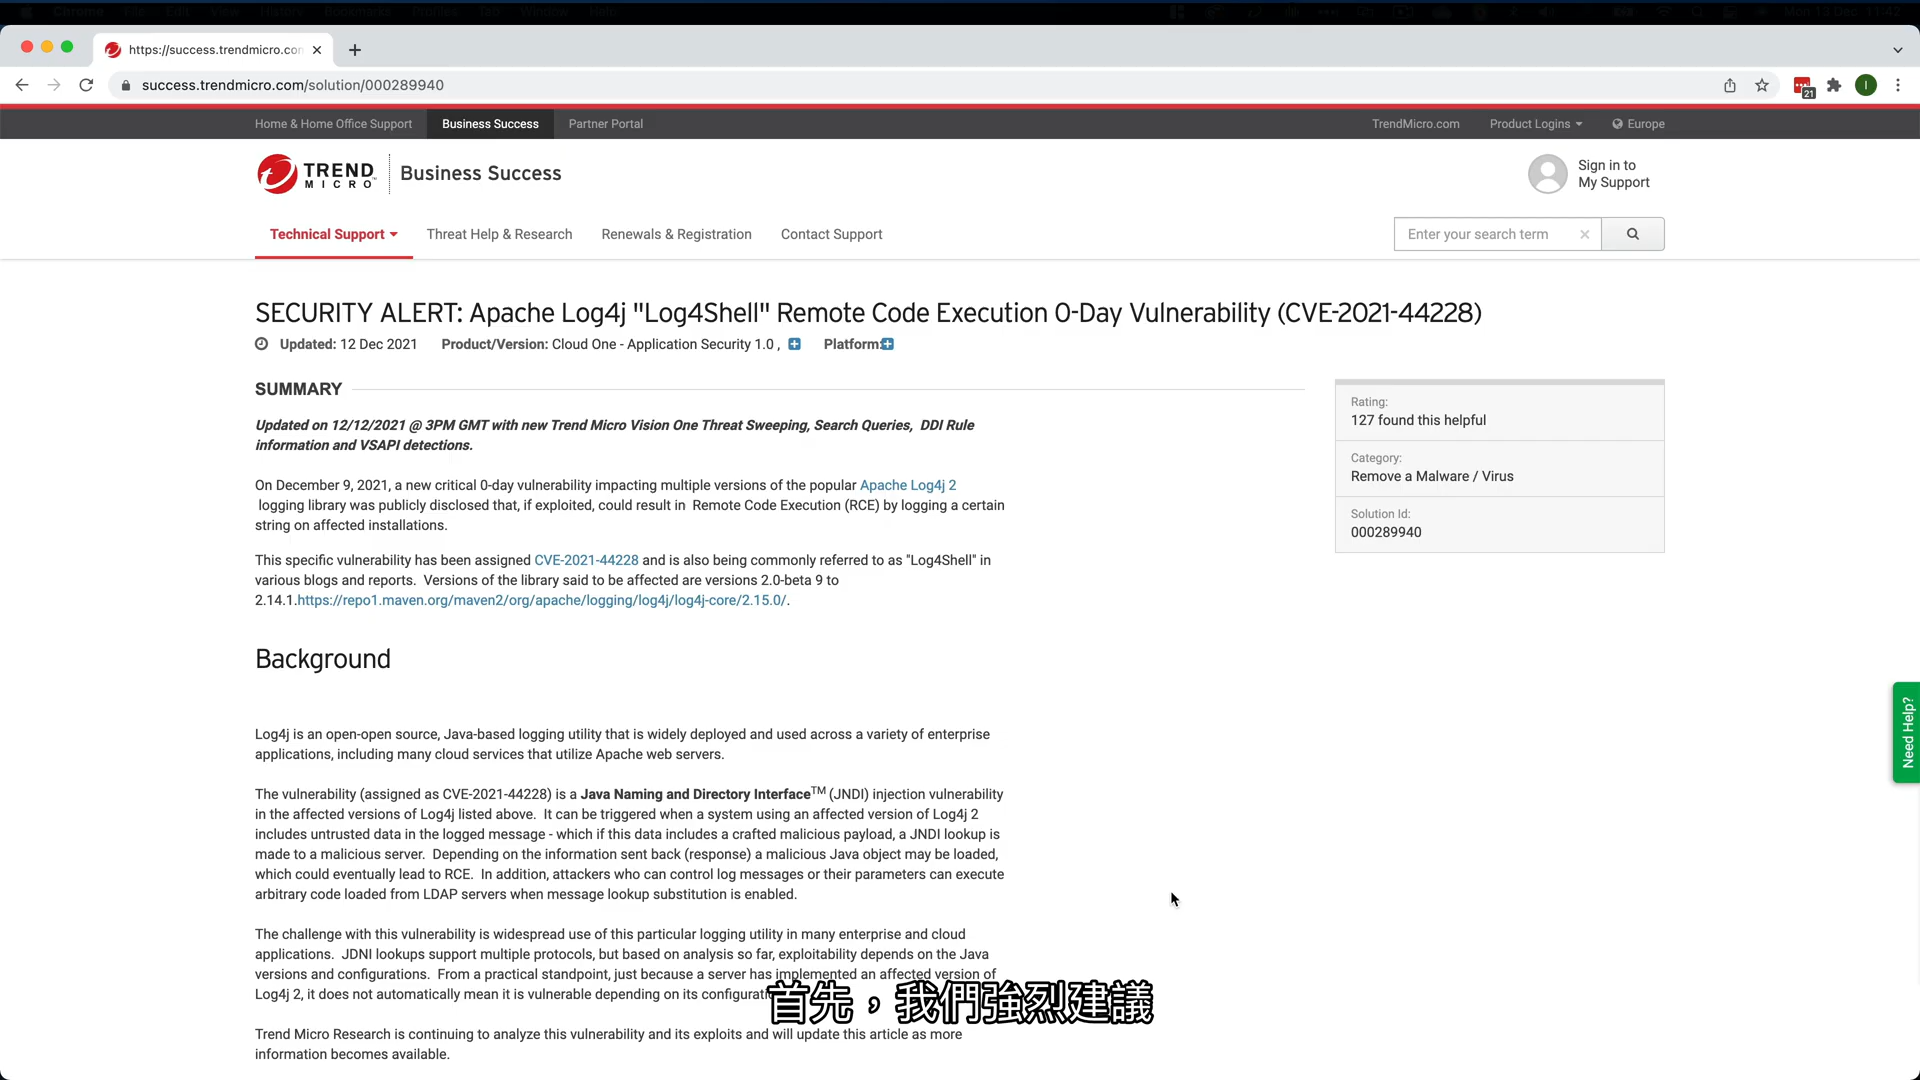 Chrome File Edit View History Bookmarks Profiles Tab Window Help
https://success.trendmicro.con
success.trendmicro.com/solution/000289940
21
I
Home & Home Office Support
Business Success
Partner Portal
TrendMicro.com
Product Logins
Europe
TREND MICRO™
Business Success
Sign in to
My Support
Technical Support
Threat Help & Research
Renewals & Registration
Contact Support
Enter your search term
SECURITY ALERT: Apache Log4j "Log4Shell" Remote Code Execution 0-Day Vulnerability (CVE-2021-44228)
Updated: 12 Dec 2021 Product/Version: Cloud One - Application Security 1.0 , Platform:
SUMMARY
Updated on 12/12/2021 @ 3PM GMT with new Trend Micro Vision One Threat Sweeping, Search Queries, DDI Rule
information and VSAPI detections.
On December 9, 2021, a new critical 0-day vulnerability impacting multiple versions of the popular Apache Log4j 2
logging library was publicly disclosed that, if exploited, could result in Remote Code Execution (RCE) by logging a certain
string on affected installations.
This specific vulnerability has been assigned CVE-2021-44228 and is also being commonly referred to as "Log4Shell" in
various blogs and reports. Versions of the library said to be affected are versions 2.0-beta 9 to
2.14.1.https://repo1.maven.org/maven2/org/apache/logging/log4j/log4j-core/2.15.0/.
Rating:
127 found this helpful
Category:
Remove a Malware / Virus
Solution Id:
000289940
Background
Log4j is an open-open source, Java-based logging utility that is widely deployed and used across a variety of enterprise
applications, including many cloud services that utilize Apache web servers.
The vulnerability (assigned as CVE-2021-44228) is a Java Naming and Directory Interface™ (JNDI) injection vulnerability
in the affected versions of Log4j listed above. It can be triggered when a system using an affected version of Log4j 2
includes untrusted data in the logged message - which if this data includes a crafted malicious payload, a JNDI lookup is
made to a malicious server. Depending on the information sent back (response) a malicious Java object may be loaded,
which could eventually lead to RCE. In addition, attackers who can control log messages or their parameters can execute
arbitrary code loaded from LDAP servers when message lookup substitution is enabled.
The challenge with this vulnerability is widespread use of this particular logging utility in many enterprise and cloud
applications. JDNI lookups support multiple protocols, but based on analysis so far, exploitability depends on the Java
versions and configurations. From a practical standpoint, just because a server has implemented an affected version of
Log4j 2, it does not automatically mean it is vulnerable depending on its configurati
Trend Micro Research is continuing to analyze this vulnerability and its exploits and will update this article as more
information becomes available.
Need Help?
首先，我們強烈建議